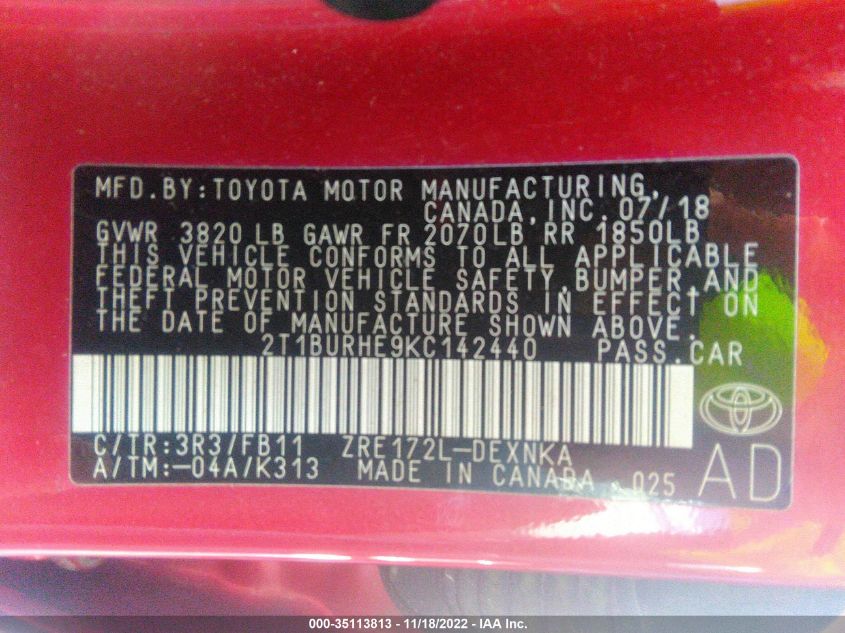 MFD.BY:TOYOTA MOTOR MANUFACTURING,
CANADA,INC. 07/18
GVWR 3820 LB GAWR FR 2070LB RR 1850LB
THIS VEHICLE CONFORMS TO ALL APPLICABLE
FEDERAL MOTOR VEHICLE SAFETY,BUMPER,AND
THEFT PREVENTION STANDARDS IN EFFECT ON
THE DATE OF MANUFACTURE SHOWN ABOVE.
2T1BURHE9KC142440 PASS.CAR
C/TR:3R3/FB11 ZRE172L-DEXNKA
A/TM:-04A/K313 MADE IN CANADA 025
AD
000-35113813 - 11/18/2022 - IAA Inc.